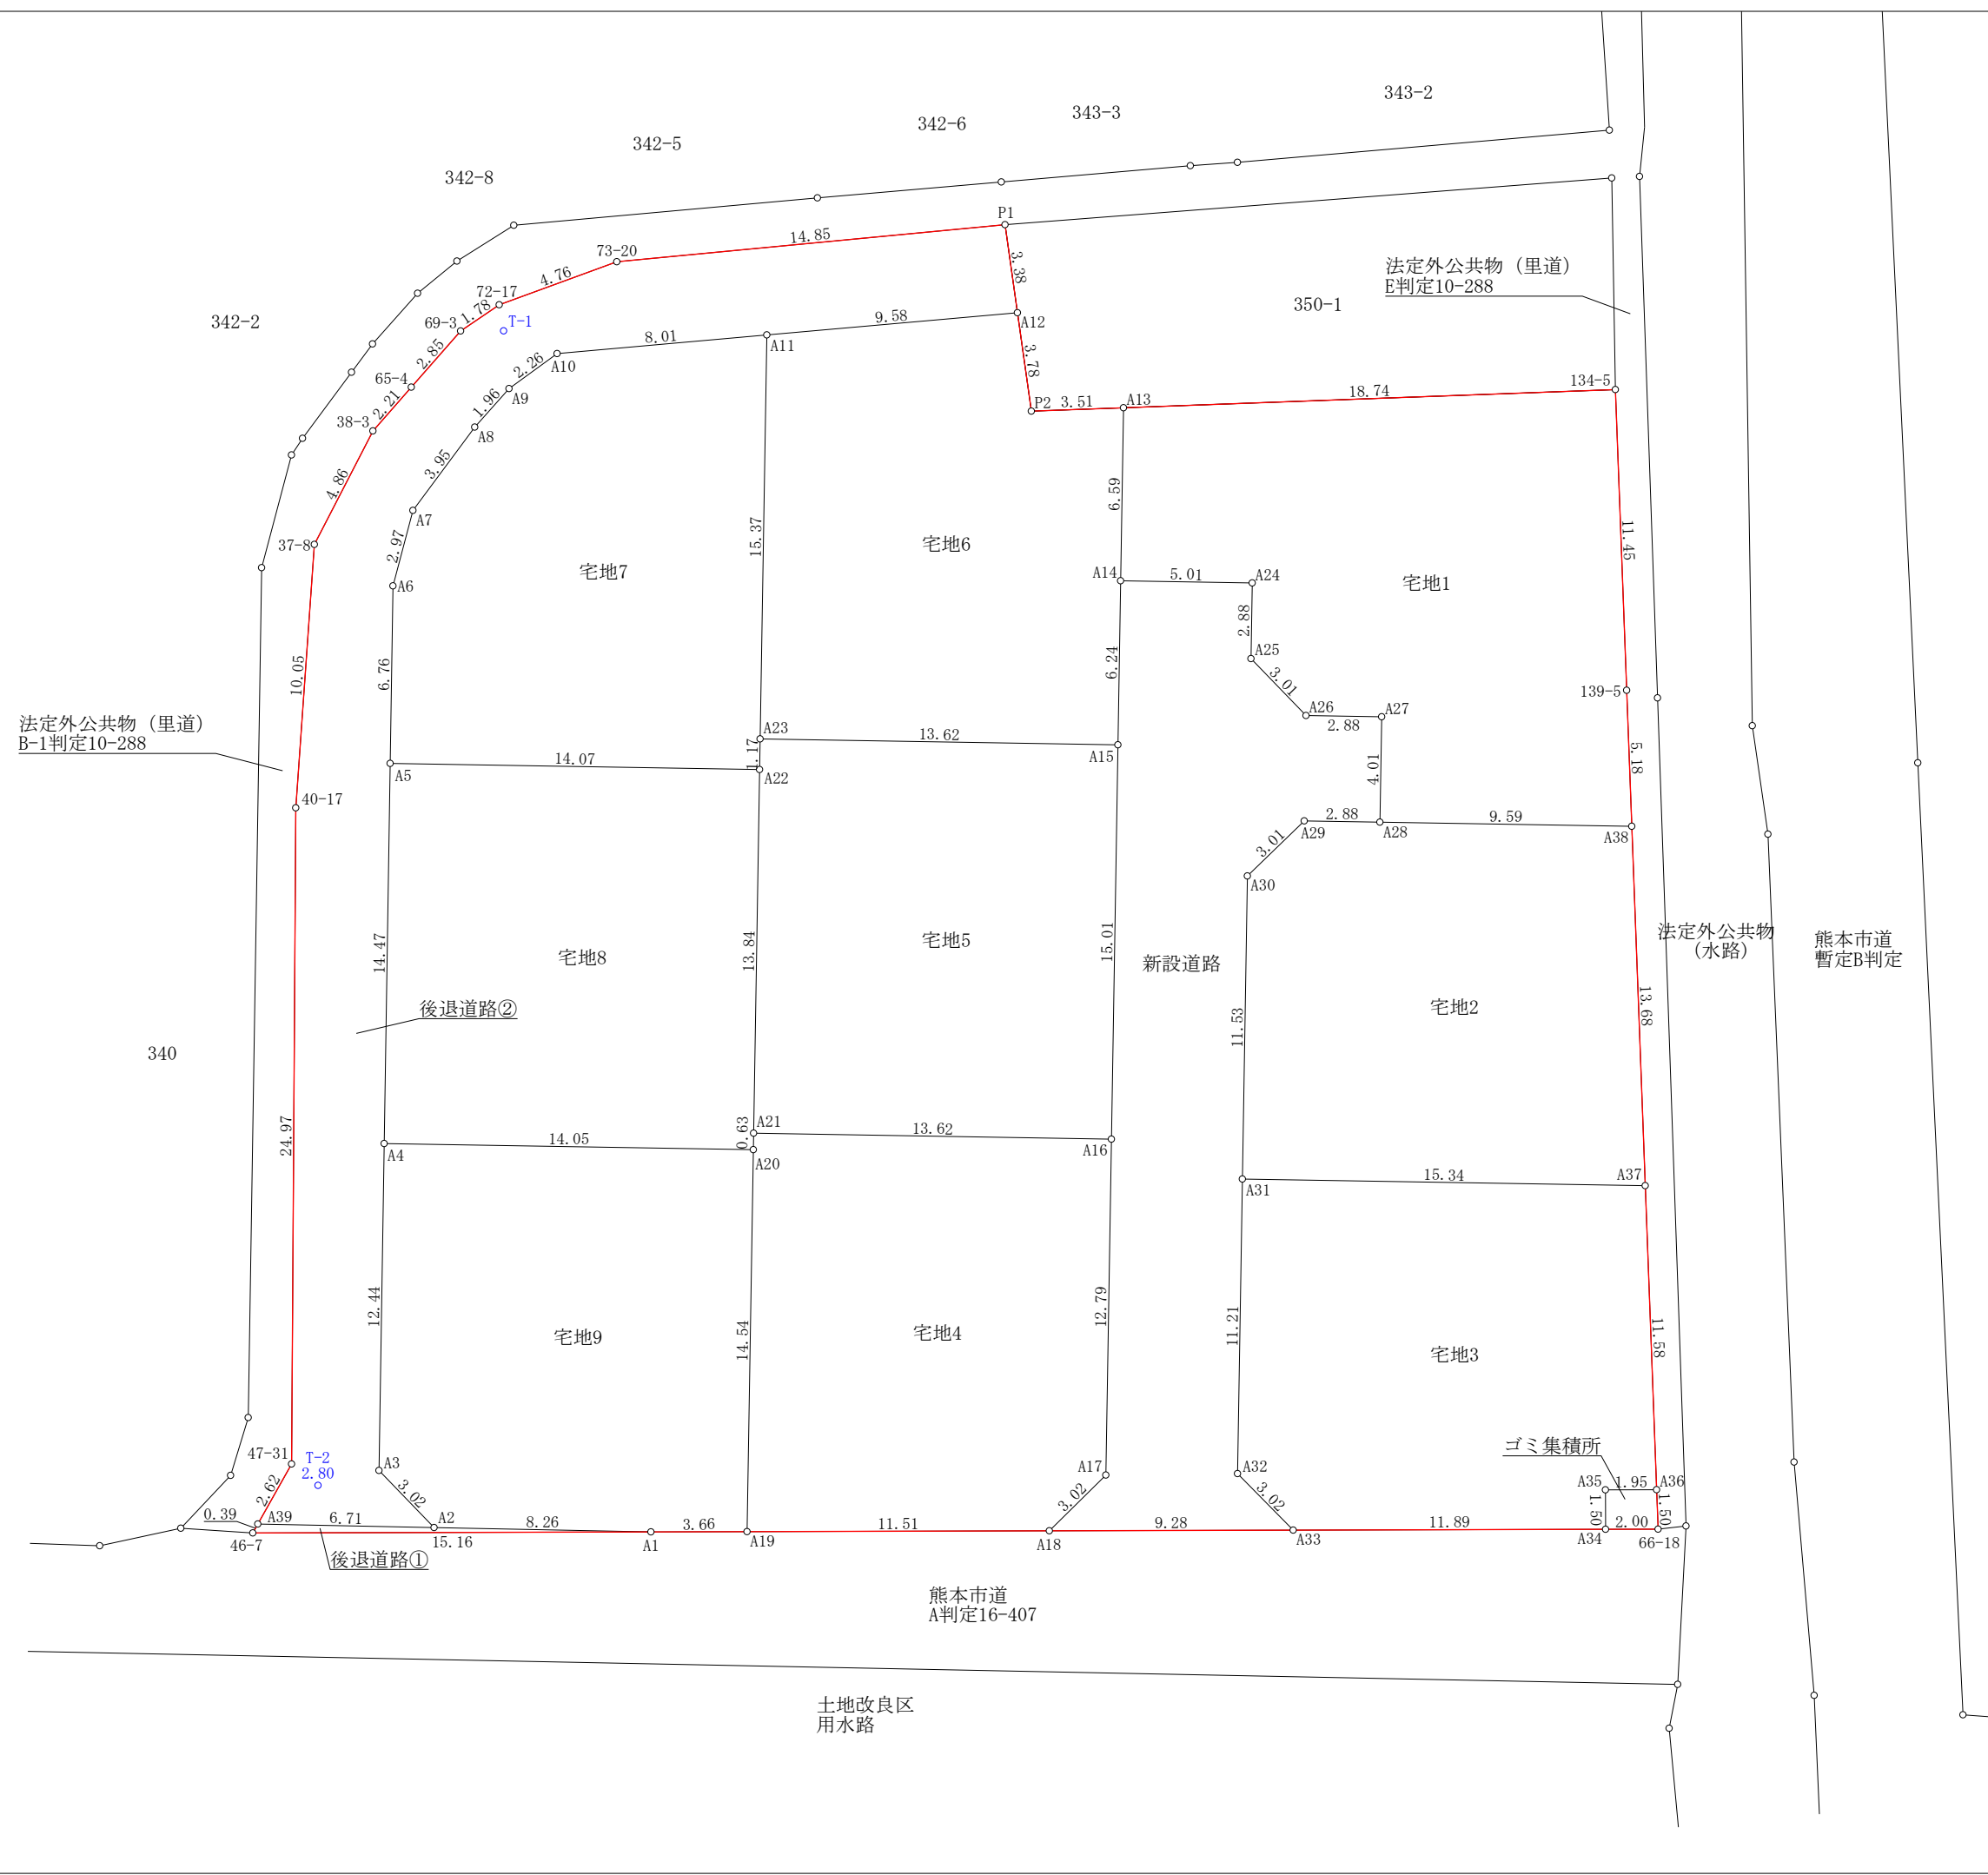 343-2
343-3
342-6
342-5
342-8
342-2
P1
14.85
73-20
4.76
72-17
1.78
T-1
69-3
2.85
65-4
2.21
38-3
4.86
37-8
10.05
3.38
法定外公共物（里道）
E判定10-288
350-1
A12
9.58
A11
8.01
A10
2.26
A9
1.96
A8
3.95
A7
2.97
A6
3.78
P2
3.51
A13
18.74
134-5
6.59
11.45
15.37
宅地6
宅地7
A14
5.01
A24
宅地1
2.88
A25
6.24
3.01
6.76
139-5
A26
A27
2.88
5.18
法定外公共物（里道）
B-1判定10-288
A23
13.62
A15
1.17
14.07
A5
A22
4.01
40-17
2.88
A29
A28
9.59
A38
3.01
A30
法定外公共物
（水路）
熊本市道
暫定B判定
14.47
宅地8
13.84
宅地5
15.01
新設道路
宅地2
13.68
後退道路②
11.53
340
24.97
A21
0.63
13.62
A16
14.05
A4
A20
A31
15.34
A37
12.44
宅地9
14.54
宅地4
12.79
11.21
宅地3
11.58
47-31
T-2
2.80
A3
A17
A32
ゴミ集積所
A35
1.95
A36
2.62
3.02
3.02
3.02
1.50
1.50
0.39
A39
6.71
A2
8.26
3.66
11.51
9.28
11.89
2.00
46-7
15.16
A1
A19
A18
A33
A34
66-18
後退道路①
熊本市道
A判定16-407
土地改良区
用水路